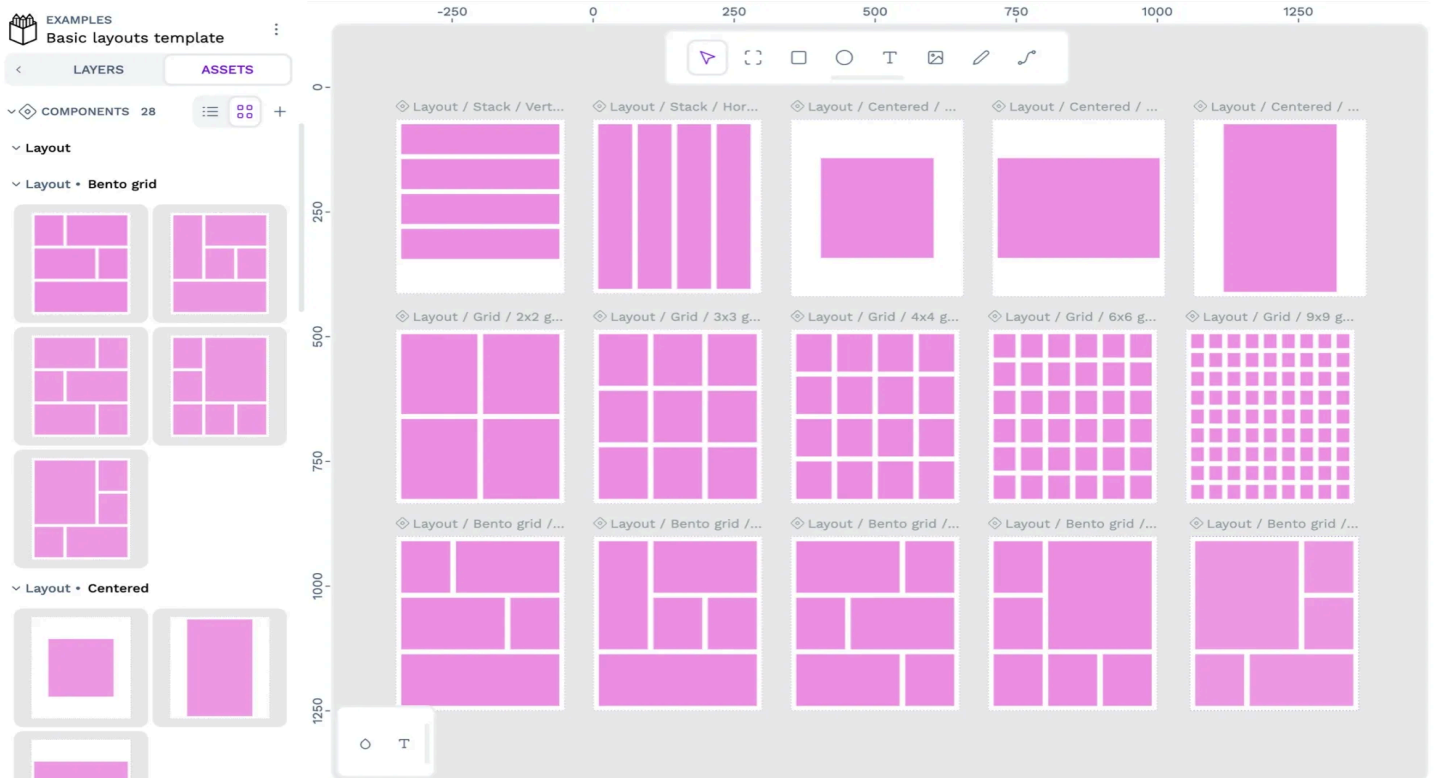 EXAMPLES
Basic layouts template
LAYERS
ASSETS
COMPONENTS 28
Layout
Layout • Bento grid
Layout • Centered
-250 0 250 500 750 1000 1250
0
250
500
750
1000
1250
T
Layout / Stack / Vert...
Layout / Stack / Hor...
Layout / Centered / ...
Layout / Centered / ...
Layout / Centered / ...
Layout / Grid / 2x2 g...
Layout / Grid / 3x3 g...
Layout / Grid / 4x4 g...
Layout / Grid / 6x6 g...
Layout / Grid / 9x9 g...
Layout / Bento grid /...
Layout / Bento grid /...
Layout / Bento grid /...
Layout / Bento grid /...
Layout / Bento grid /...
T